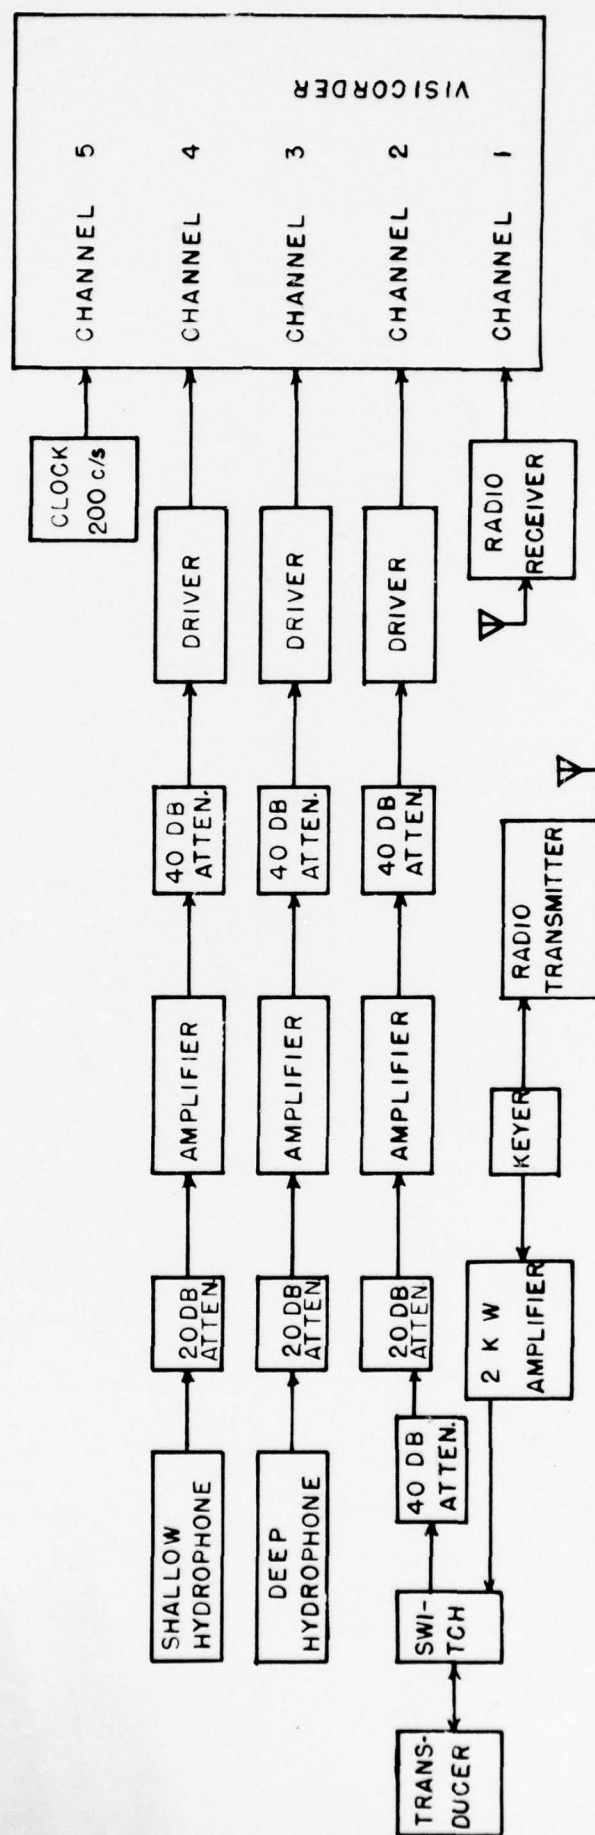 SHALLOW
HYDROPHONE
20 DB
ATTEN.
AMPLIFIER
40 DB
ATTEN.
DRIVER
CLOCK
200 c/s
CHANNEL 5
CHANNEL 4
DEEP
HYDROPHONE
20 DB
ATTEN
AMPLIFIER
40 DB
ATTEN.
DRIVER
CHANNEL 3
VISICORDER
TRANS-
DUCER
SWI-
TCH
40 DB
ATTEN.
20 DB
ATTEN.
AMPLIFIER
40 DB
ATTEN.
DRIVER
CHANNEL 2
2 K W
AMPLIFIER
KEYER
RADIO
TRANSMITTER
RADIO
RECEIVER
CHANNEL 1